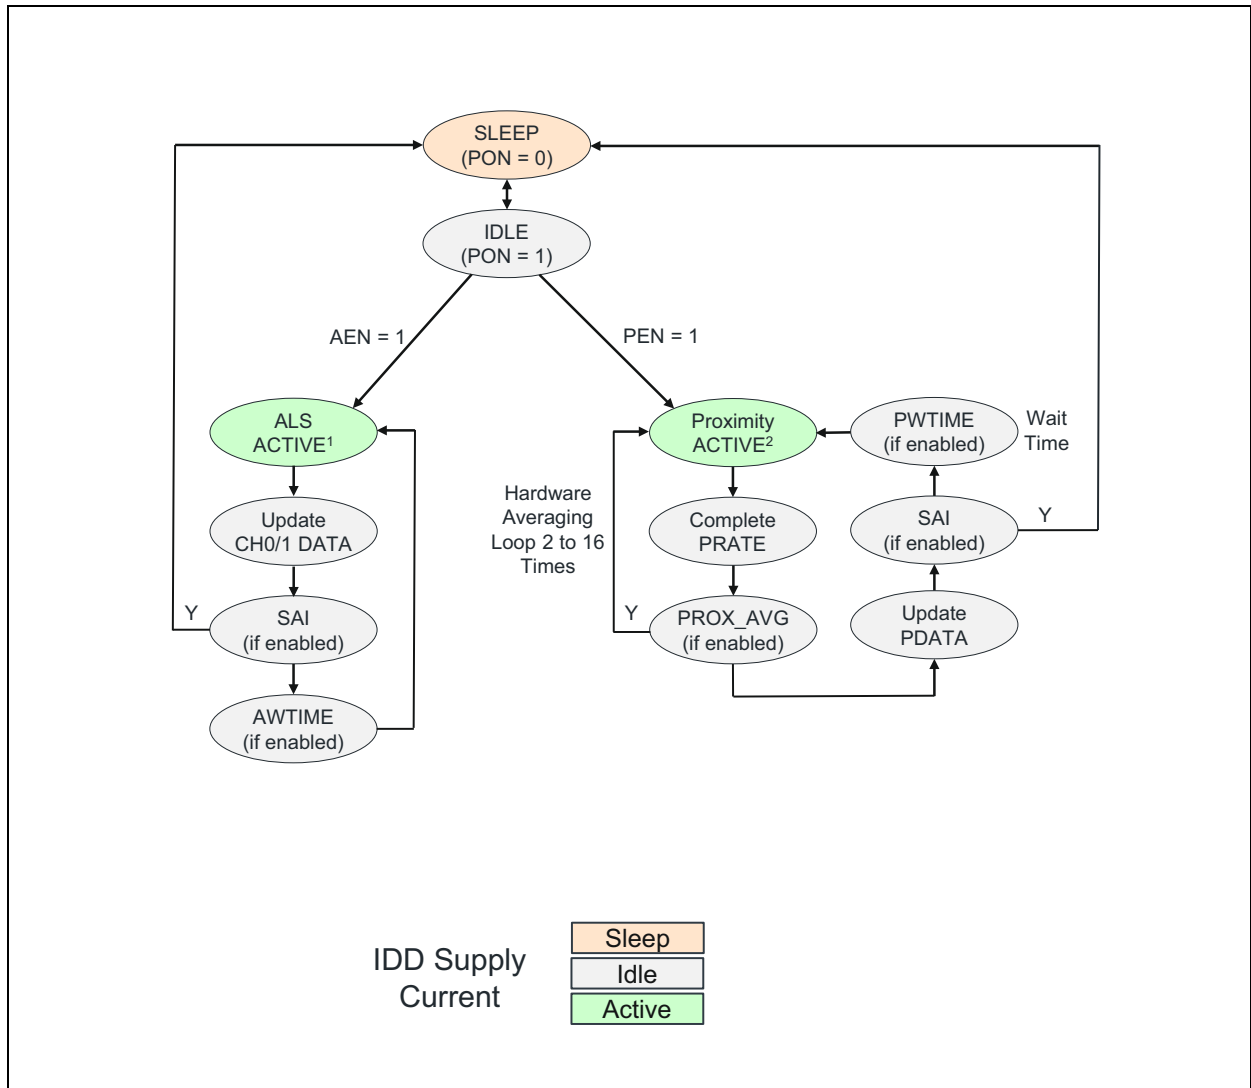 SLEEP
(PON = 0)
IDLE
(PON = 1)
AEN = 1
PEN = 1
ALS
ACTIVE¹
Update
CH0/1 DATA
Y
SAI
(if enabled)
AWTIME
(if enabled)
Proximity
ACTIVE²
Hardware
Averaging
Loop 2 to 16
Times
Complete
PRATE
Y
PROX_AVG
(if enabled)
PWTIME
(if enabled)
Wait
Time
SAI
(if enabled)
Y
Update
PDATA
IDD Supply
Current
Sleep
Idle
Active